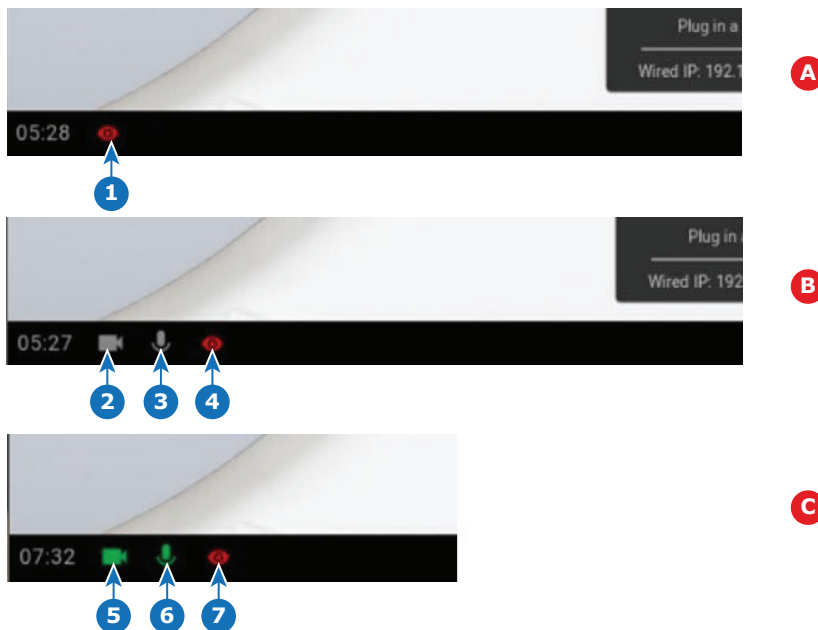 Plug in a
Wired IP: 192.1
A
05:28
1
Plug in
Wired IP: 192
B
05:27
2 3 4
C
07:32
5 6 7